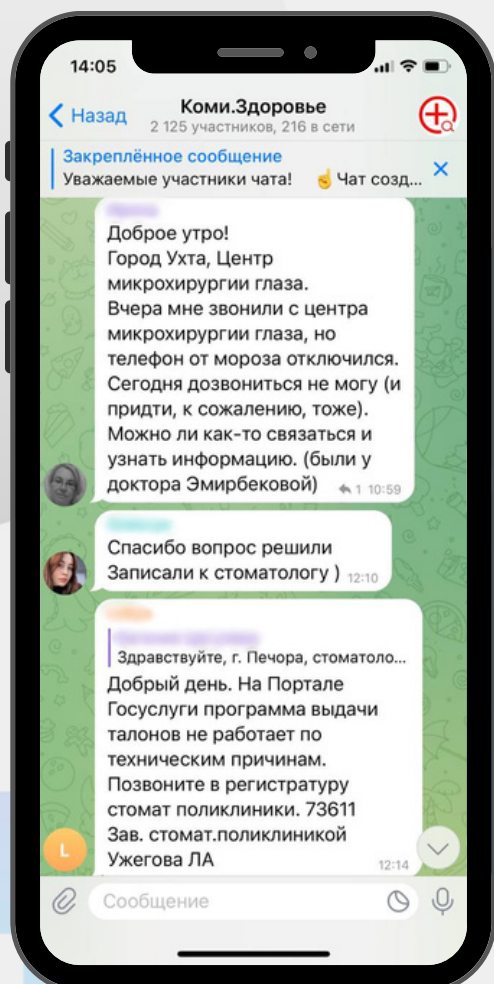 14:05
Назад
Коми.Здоровье
2 125 участников, 216 в сети
Закреплённое сообщение
Уважаемые участники чата! ☝ Чат созд...
Доброе утро!
Город Ухта, Центр
микрохирургии глаза.
Вчера мне звонили с центра
микрохирургии глаза, но
телефон от мороза отключился.
Сегодня дозвониться не могу (и
придти, к сожалению, тоже).
Можно ли как-то связаться и
узнать информацию. (были у
доктора Эмирбековой) 1 10:59
Спасибо вопрос решили
Записали к стоматологу ) 12:10
Здравствуйте, г. Печора, стоматоло...
Добрый день. На Портале
Госуслуги программа выдачи
талонов не работает по
техническим причинам.
Позвоните в регистратуру
стомат поликлиники. 73611
Зав. стомат.поликлиникой
Ужегова ЛА 12:14
L
Сообщение